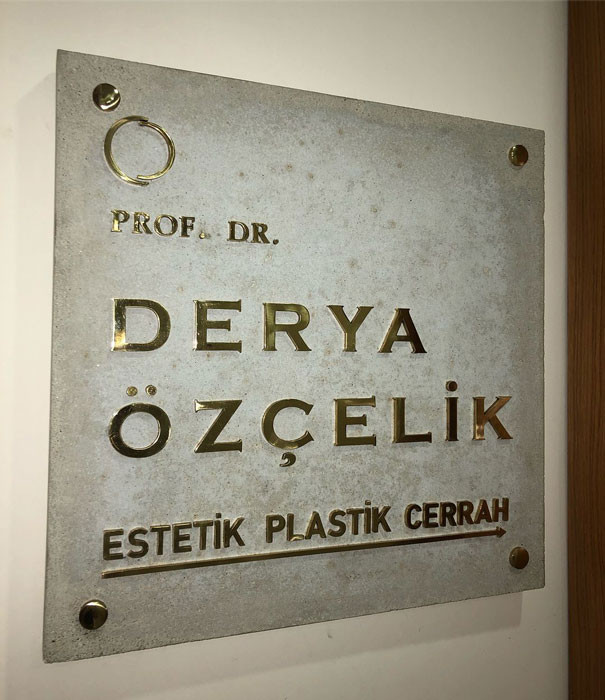 PROF. DR.
DERYA
ÖZÇELİK
ESTETİK PLASTİK CERRAH